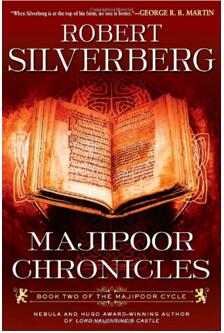 "When Silverberg is at the top of his form, no one is better."—GEORGE R. R. MARTIN
ROBERT
SILVERBERG
MAJIPOOR
CHRONICLES
BOOK TWO OF THE MAJIPOOR CYCLE
NEBULA AND HUGO AWARD-WINNING AUTHOR
OF LORD VALENTINE'S CASTLE